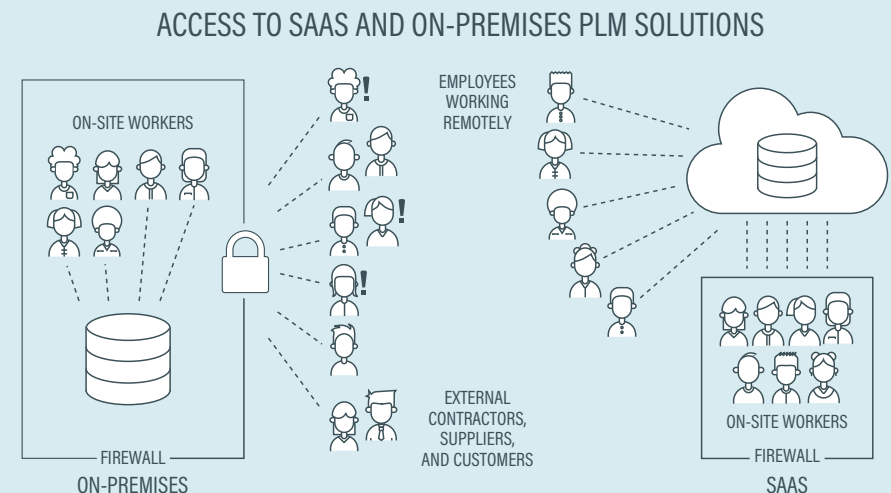 ACCESS TO SAAS AND ON-PREMISES PLM SOLUTIONS
ON-SITE WORKERS
!
!
!
FIREWALL
ON-PREMISES
EMPLOYEES
WORKING
REMOTELY
EXTERNAL
CONTRACTORS,
SUPPLIERS,
AND CUSTOMERS
ON-SITE WORKERS
FIREWALL
SAAS